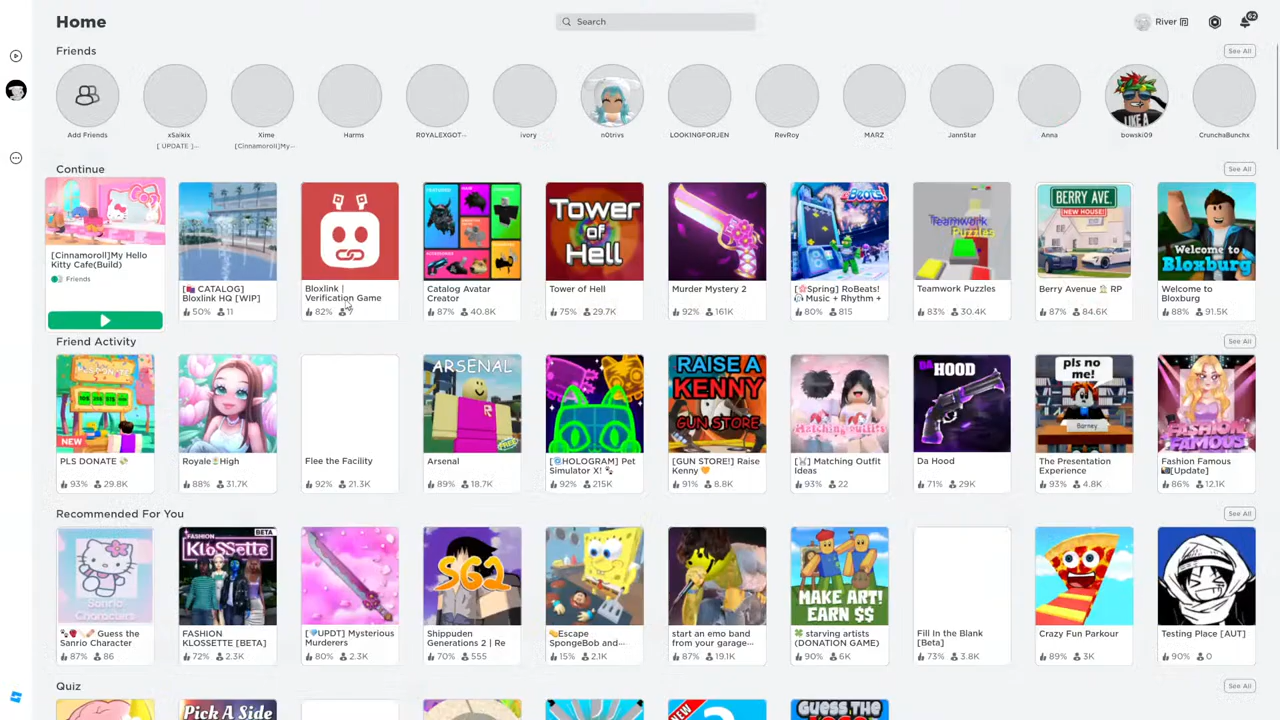 Home
Search
River
62
Friends
See All
Add Friends
xSaikix
[ UPDATE ]···
Xime
[Cinnamoroll]My···
Harms
R0YALEXGOT···
ivory
n0trivs
LOOKINGFORJEN
RevRoy
MARZ
JannStar
Anna
LIKE A
bowski09
CrunchaBunchx
Continue
See All
[Cinnamoroll]My Hello
Kitty Cafe(Build)
Friends
[CATALOG]
Bloxlink HQ [WIP]
50% 11
Bloxlink |
Verification Game
82%
Catalog Avatar
Creator
87% 40.8K
Tower
of
Hell
Tower of Hell
75% 29.7K
Murder Mystery 2
92% 161K
Beats!
[🌸Spring] RoBeats!
🎧 Music + Rhythm +
80% 815
Teamwork
Puzzles
Teamwork Puzzles
83% 30.4K
BERRY AVE.
NEW HOUSE!
Berry Avenue 🏠 RP
87% 84.6K
Welcome to
Bloxburg
Welcome to
Bloxburg
88% 91.5K
Friend Activity
See All
NEW
PLS DONATE 💸
93% 29.8K
Royale High
88% 31.7K
Flee the Facility
92% 21.3K
ARSENAL
Arsenal
89% 18.7K
[HOLOGRAM] Pet
Simulator X! 🐾
92% 215K
RAISE A
KENNY
GUN STORE
[GUN STORE!] Raise
Kenny 🧡
91% 8.8K
Matching outfits
[] Matching Outfit
Ideas
93% 22
DA HOOD
Da Hood
71% 29K
pls no
me!
Barney
The Presentation
Experience
93% 4.8K
FASHION
FAMOUS
Fashion Famous
[Update]
86% 12.1K
Recommended For You
See All
Sanrio
Characters
Guess the
Sanrio Character
87% 86
FASHION
KLOSSETTE
BETA
FASHION
KLOSSETTE [BETA]
72% 2.3K
[💎UPDT] Mysterious
Murderers
80% 2.3K
SG2
Shippuden
Generations 2 | Re
70% 555
Escape
SpongeBob and···
15% 2.1K
start an emo band
from your garage···
87% 19.1K
MAKE ART!
EARN $$
🍀 starving artists
(DONATION GAME)
90% 6K
Fill In the Blank
[Beta]
73% 3.8K
Crazy Fun Parkour
89% 3K
Testing Place [AUT]
90% 0
Quiz
See All
Pick A Side
NEW
2
GUESS THE